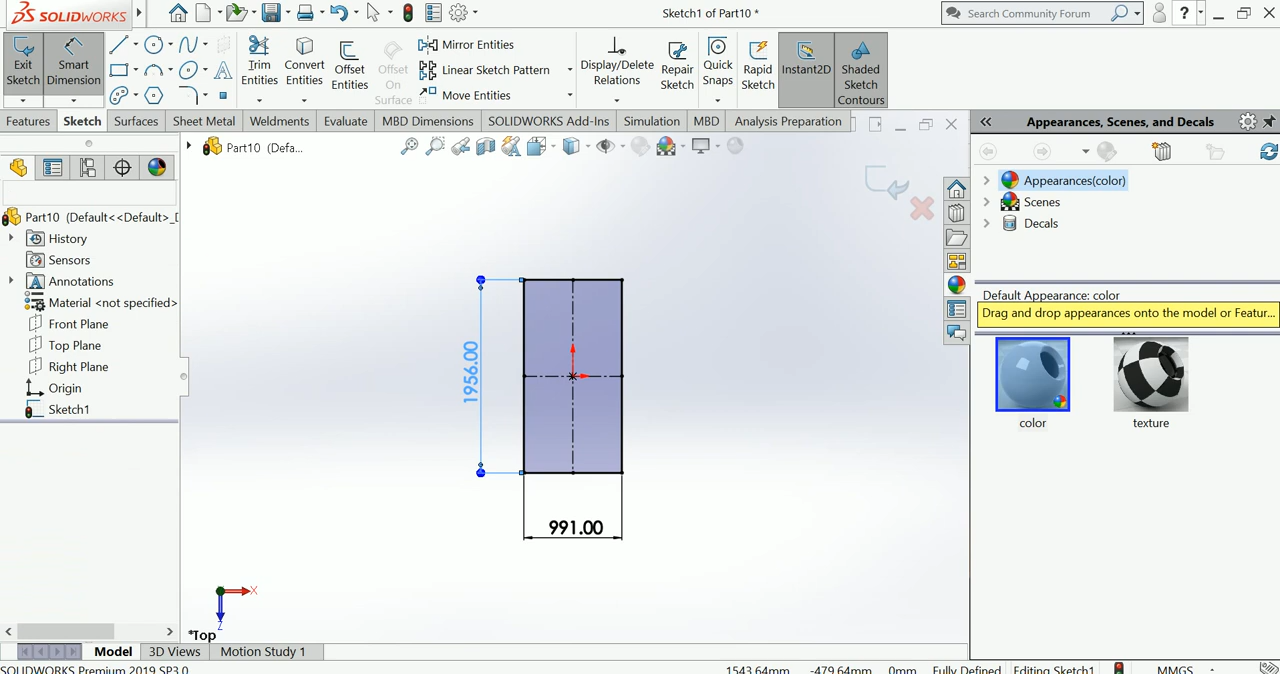 SOLIDWORKS
Sketch1 of Part10 *
Search Community Forum
?
Exit Sketch
Smart Dimension
Trim Entities
Convert Entities
Offset Entities
Offset On Surface
Mirror Entities
Linear Sketch Pattern
Move Entities
Display/Delete Relations
Repair Sketch
Quick Snaps
Rapid Sketch
Instant2D
Shaded Sketch Contours
Features
Sketch
Surfaces
Sheet Metal
Weldments
Evaluate
MBD Dimensions
SOLIDWORKS Add-Ins
Simulation
MBD
Analysis Preparation
Appearances, Scenes, and Decals
Part10 (Defa...
Appearances(color)
Scenes
Decals
Part10 (Default<<Default>_D
History
Sensors
Annotations
Material <not specified>
Front Plane
Top Plane
Right Plane
Origin
Sketch1
1956.00
991.00
Default Appearance: color
Drag and drop appearances onto the model or Featur...
color
texture
X
Z
*Top
Model
3D Views
Motion Study 1
SOLIDWORKS Premium 2019 SP3.0
1543.64mm
-479.64mm
0mm
Fully Defined
Editing Sketch1
MMGS